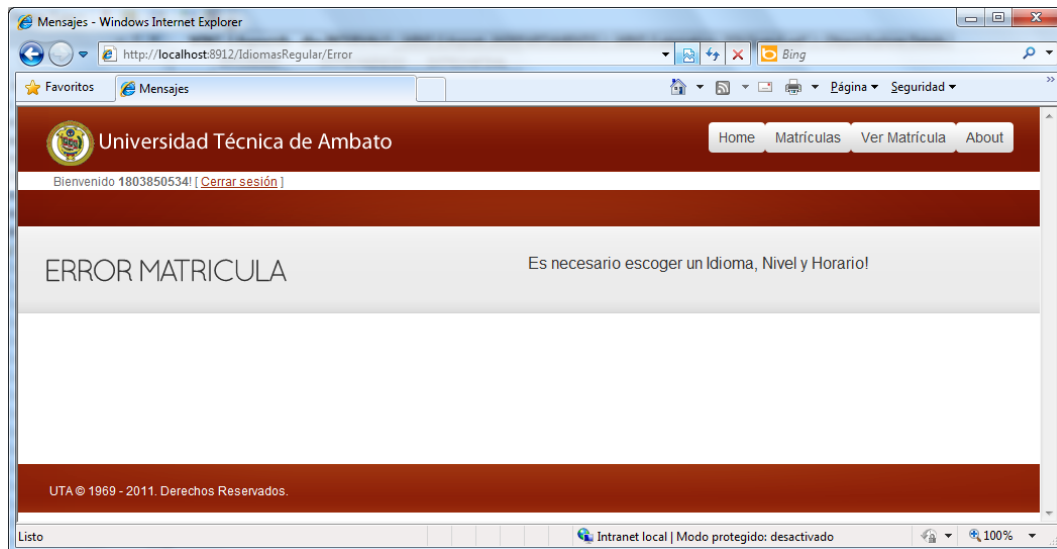 Mensajes - Windows Internet Explorer
http://localhost:8912/IdiomasRegular/Error
Bing
Favoritos
Mensajes
Página
Seguridad
Universidad Técnica de Ambato
Home
Matrículas
Ver Matrícula
About
Bienvenido 1803850534! [ Cerrar sesión ]
ERROR MATRICULA
Es necesario escoger un Idioma, Nivel y Horario!
UTA © 1969 - 2011. Derechos Reservados.
Listo
Intranet local | Modo protegido: desactivado
100%